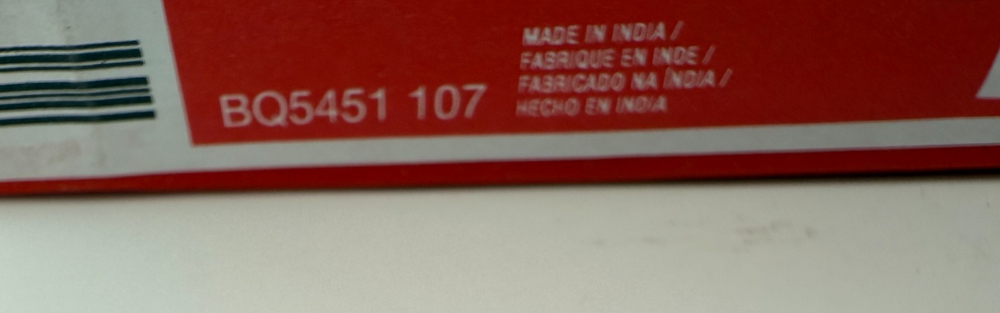 BQ5451 107
MADE IN INDIA /
FABRIQUE EN INDE /
FABRICADO NA ÍNDIA /
HECHO EN INDIA